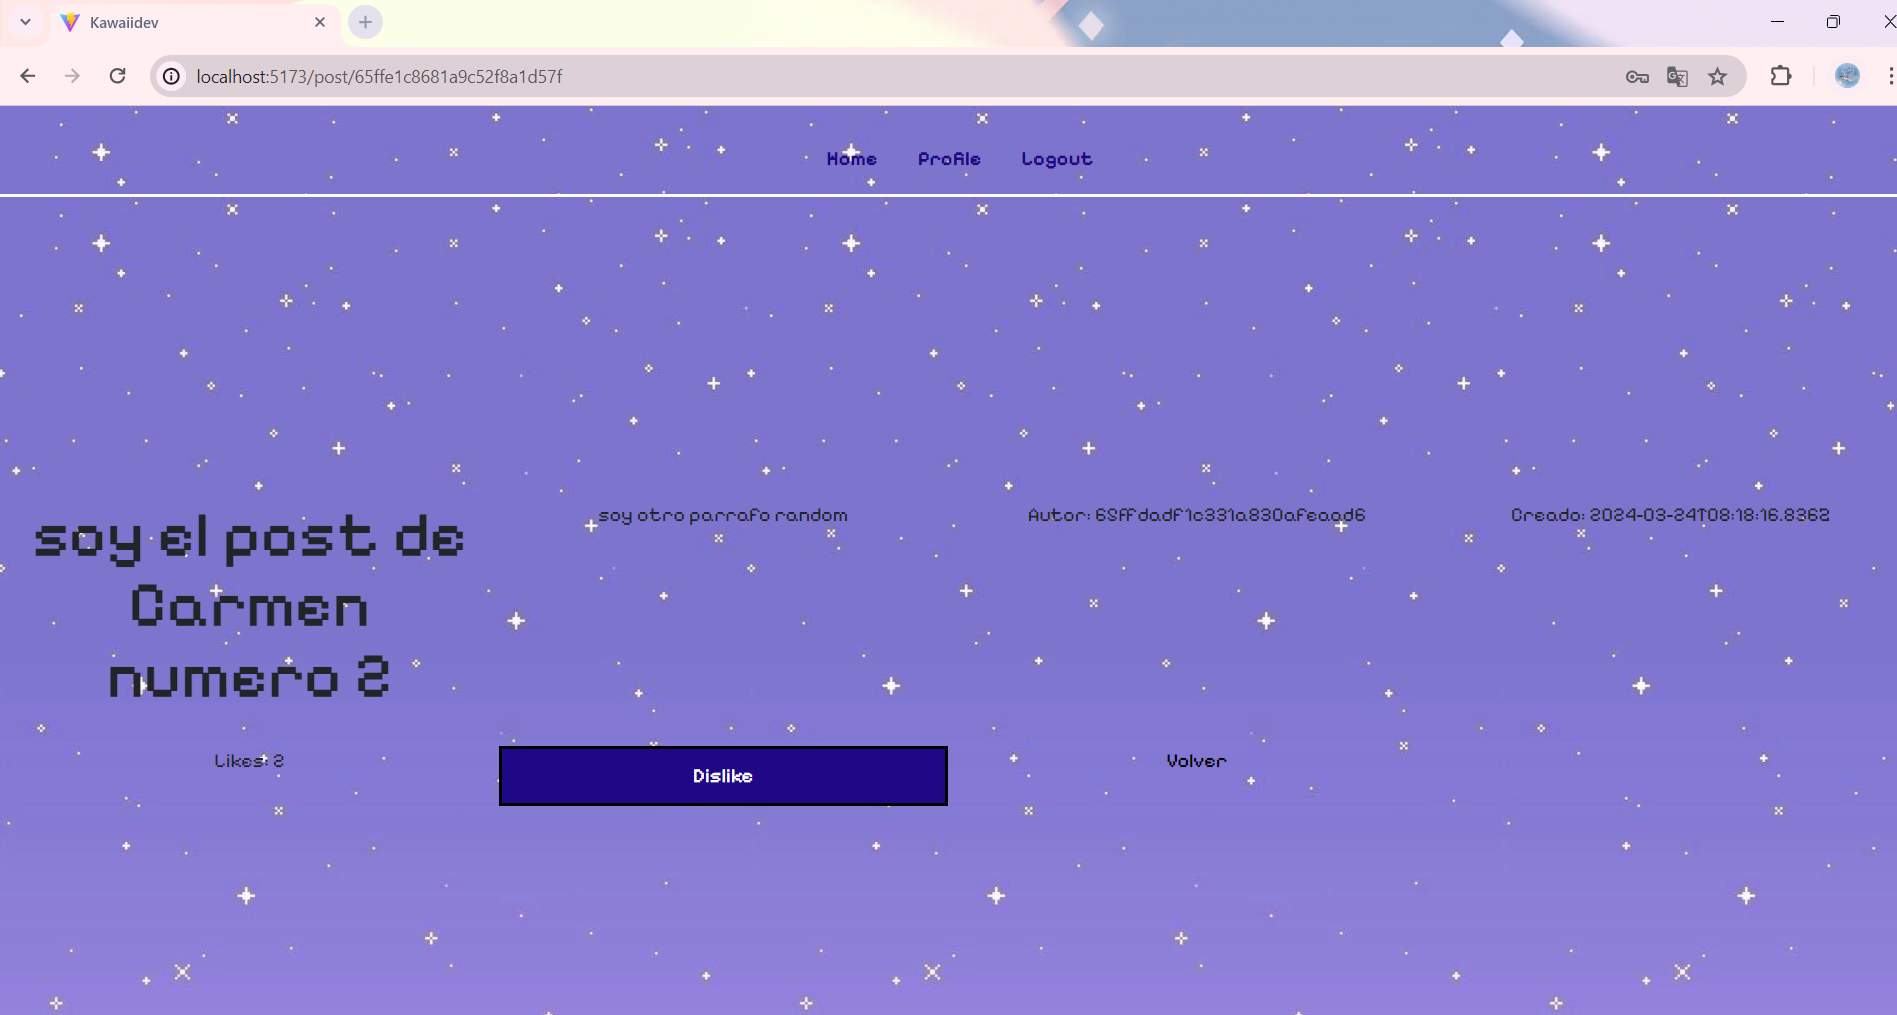 Kawaiidev
localhost:5173/post/65ffe1c8681a9c52f8a1d57f
Home Profile Logout
soy el post de
Carmen
numero 2
soy otro parrafo random
Autor: 65ffdadf1c331a830afeaad6
Creado: 2024-03-24T08:18:16.836Z
Likes: 2
Dislike
Volver